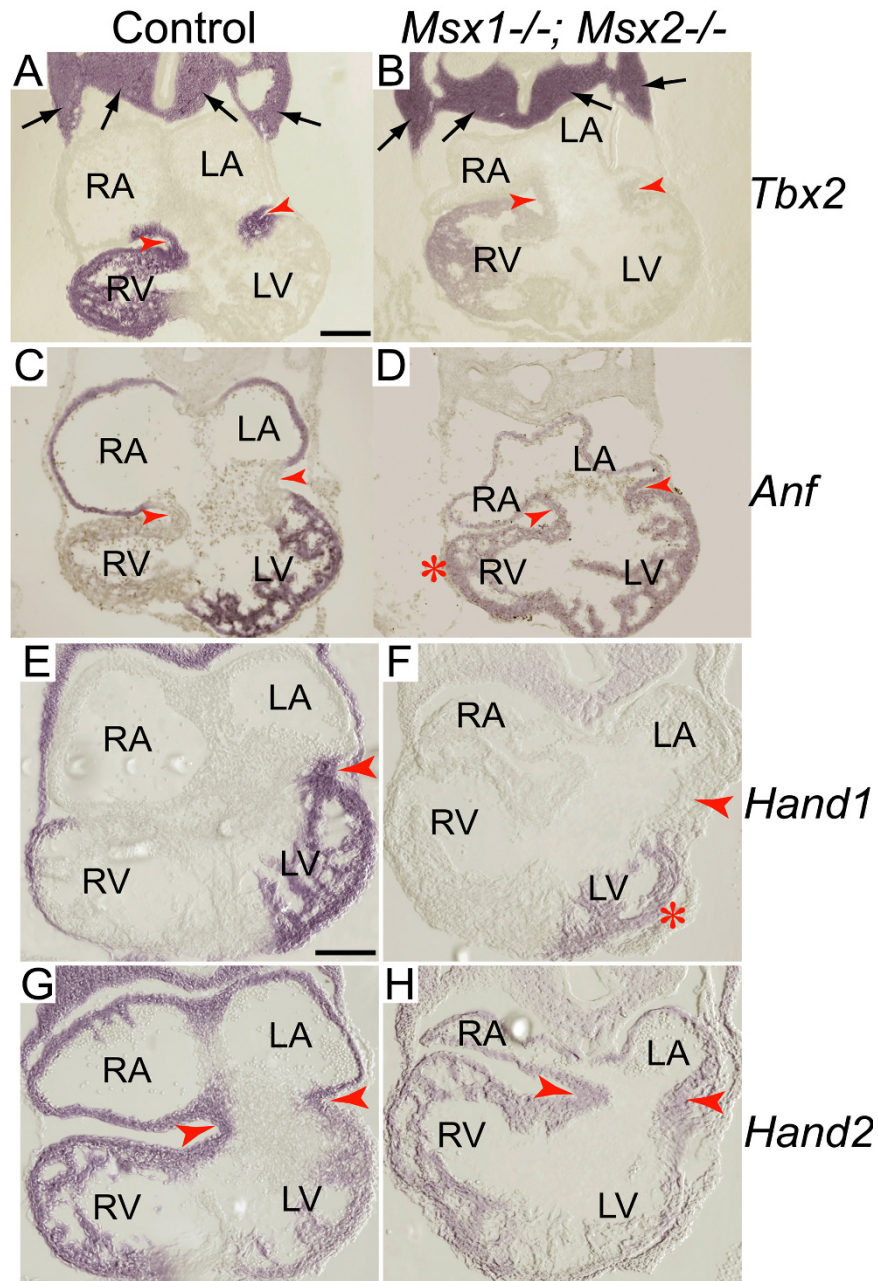 Control Msx1-/-; Msx2-/-
A B
RA LA RA LA
RV LV RV LV
Tbx2
C D
RA LA RA LA
RV LV RV LV
*
Anf
E F
RA LA RA LA
RV LV RV LV
*
Hand1
G H
RA LA RA LA
RV LV RV LV
Hand2